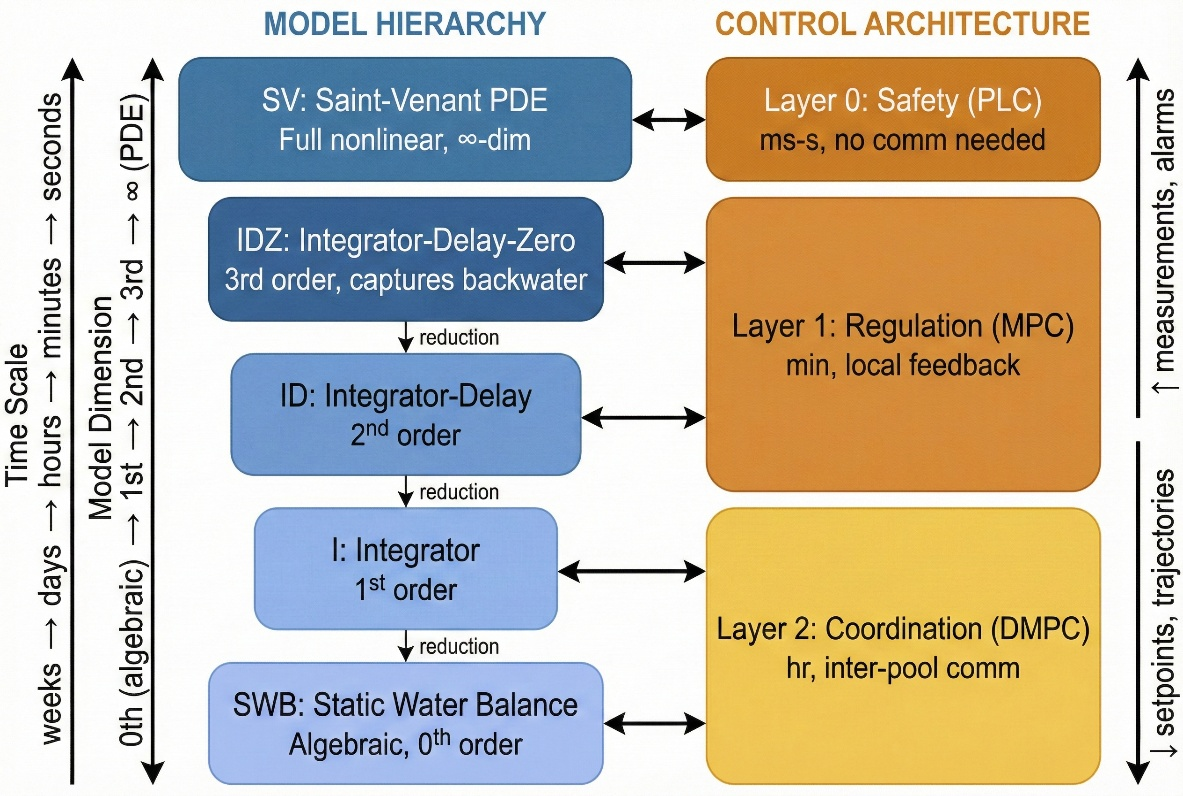 MODEL HIERARCHY
CONTROL ARCHITECTURE
Time Scale
weeks → days → hours → minutes → seconds
Model Dimension
0th (algebraic) → 1st → 2nd → 3rd → ∞ (PDE)
SV: Saint-Venant PDE
Full nonlinear, ∞-dim
IDZ: Integrator-Delay-Zero
3rd order, captures backwater
reduction
ID: Integrator-Delay
2nd order
reduction
I: Integrator
1st order
reduction
SWB: Static Water Balance
Algebraic, 0th order
Layer 0: Safety (PLC)
ms-s, no comm needed
Layer 1: Regulation (MPC)
min, local feedback
Layer 2: Coordination (DMPC)
hr, inter-pool comm
↑ measurements, alarms
↓ setpoints, trajectories